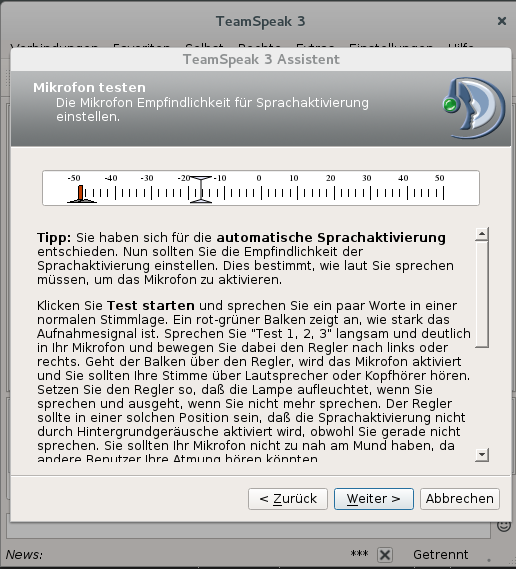 TeamSpeak 3
Verbindungen Favoriten Selbst Rechte Extras Einstellungen Hilfe
TeamSpeak 3 Assistent
Mikrofon testen
Die Mikrofon Empfindlichkeit für Sprachaktivierung
einstellen.
-50 -40 -30 -20 -10 0 10 20 30 40 50
Tipp: Sie haben sich für die automatische Sprachaktivierung
entschieden. Nun sollten Sie die Empfindlichkeit der
Sprachaktivierung einstellen. Dies bestimmt, wie laut Sie sprechen
müssen, um das Mikrofon zu aktivieren.
Klicken Sie Test starten und sprechen Sie ein paar Worte in einer
normalen Stimmlage. Ein rot-grüner Balken zeigt an, wie stark das
Aufnahmesignal ist. Sprechen Sie "Test 1, 2, 3" langsam und deutlich
in Ihr Mikrofon und bewegen Sie dabei den Regler nach links oder
rechts. Geht der Balken über den Regler, wird das Mikrofon aktiviert
und Sie sollten Ihre Stimme über Lautsprecher oder Kopfhörer hören.
Setzen Sie den Regler so, daß die Lampe aufleuchtet, wenn Sie
sprechen und ausgeht, wenn Sie nicht mehr sprechen. Der Regler
sollte in einer solchen Position sein, daß die Sprachaktivierung nicht
durch Hintergrundgeräusche aktiviert wird, obwohl Sie gerade nicht
sprechen. Sie sollten Ihr Mikrofon nicht zu nah am Mund haben, da
andere Benutzer Ihre Atmung hören könnten.
< Zurück Weiter > Abbrechen
News: *** Getrennt